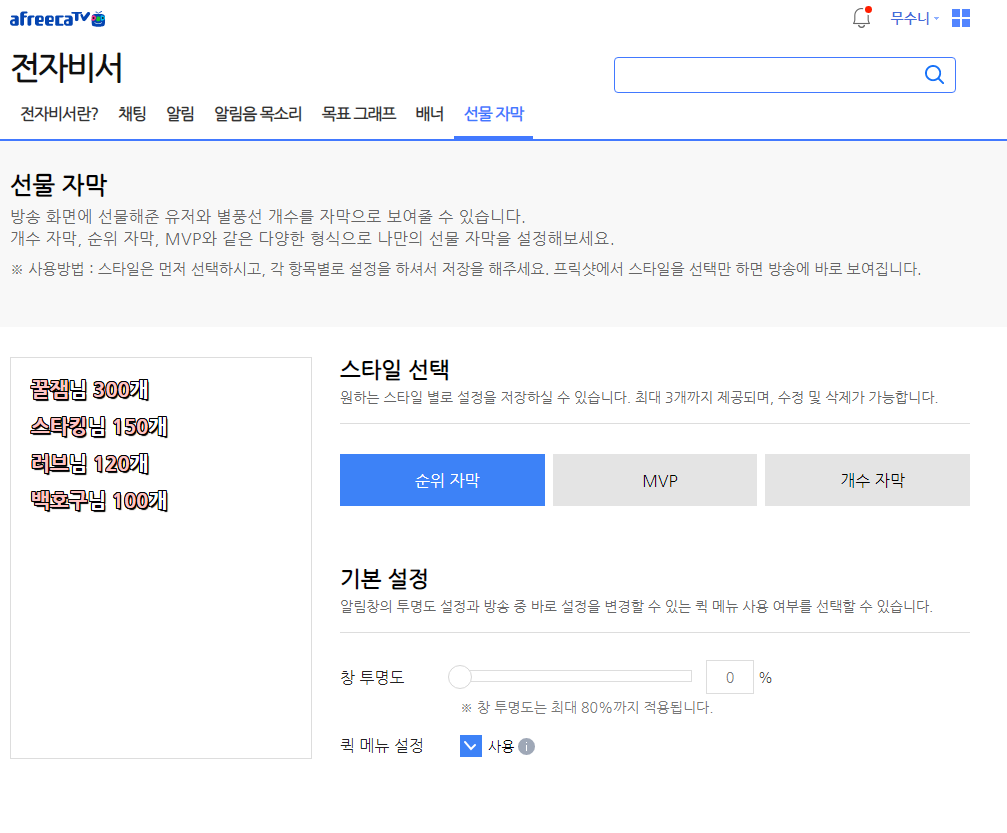 afreecaTV
무수니
전자비서
전자비서란? 채팅 알림 알림음 목소리 목표 그래프 배너 선물 자막
선물 자막
방송 화면에 선물해준 유저와 별풍선 개수를 자막으로 보여줄 수 있습니다.
개수 자막, 순위 자막, MVP와 같은 다양한 형식으로 나만의 선물 자막을 설정해보세요.
※ 사용방법 : 스타일은 먼저 선택하시고, 각 항목별로 설정을 하셔서 저장을 해주세요. 프릭샷에서 스타일을 선택만 하면 방송에 바로 보여집니다.
꿀잼님 300개
스타킹님 150개
러브님 120개
백호구님 100개
스타일 선택
원하는 스타일 별로 설정을 저장하실 수 있습니다. 최대 3개까지 제공되며, 수정 및 삭제가 가능합니다.
순위 자막 MVP 개수 자막
기본 설정
알림창의 투명도 설정과 방송 중 바로 설정을 변경할 수 있는 퀵 메뉴 사용 여부를 선택할 수 있습니다.
창 투명도 0 %
※ 창 투명도는 최대 80%까지 적용됩니다.
퀵 메뉴 설정 사용